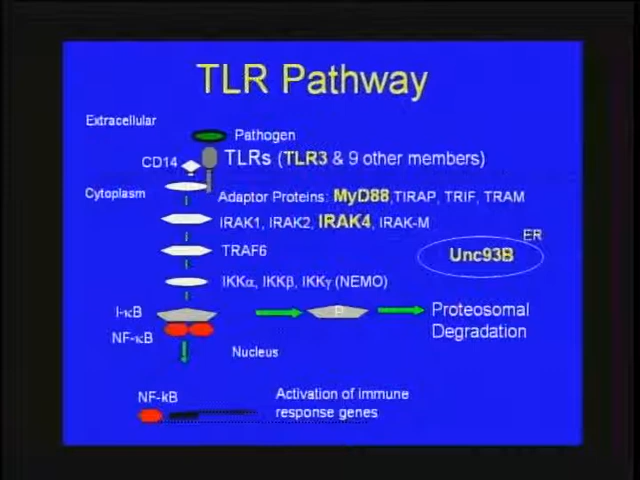 TLR Pathway
Extracellular
Pathogen
CD14
TLRs (TLR3 & 9 other members)
Cytoplasm
Adaptor Proteins: MyD88,TIRAP, TRIF, TRAM
IRAK1, IRAK2, IRAK4, IRAK-M
ER
TRAF6
Unc93B
IKKα, IKKβ, IKKγ (NEMO)
I-κB
P
Proteosomal
Degradation
NF-κB
Nucleus
NF-kB
Activation of immune
response genes